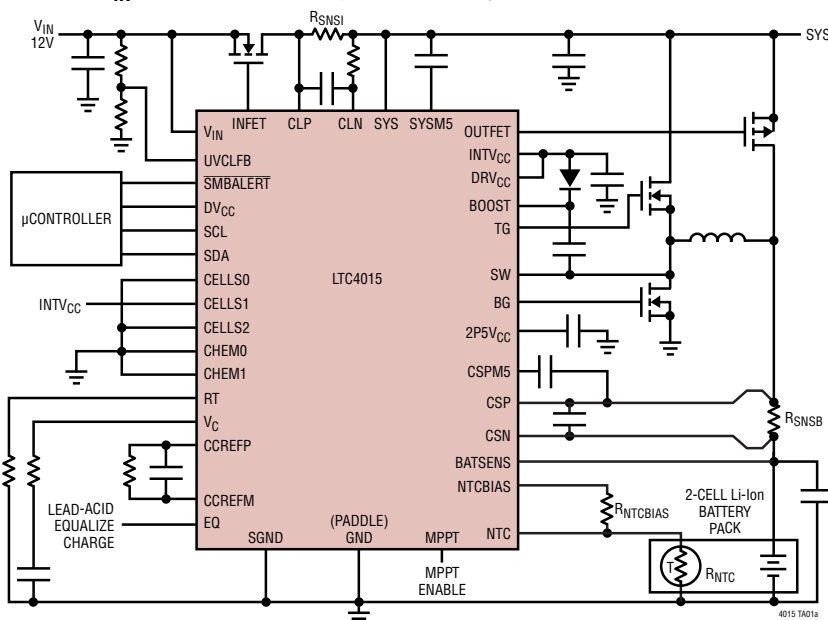 VIN
12V
RSNSI
SYS
INFET
CLP
CLN
SYS
SYSM5
VIN
UVCLFB
SMBALERT
DVCC
SCL
SDA
CELLS0
CELLS1
CELLS2
CHEM0
CHEM1
RT
VC
CCREFP
CCREFM
EQ
µCONTROLLER
INTVCC
LEAD-ACID
EQUALIZE
CHARGE
LTC4015
OUTFET
INTVCC
DRVCC
BOOST
TG
SW
BG
2P5VCC
CSPM5
CSP
CSN
BATSENS
NTCBIAS
NTC
SGND
(PADDLE)
GND
MPPT
MPPT
ENABLE
RSNSB
RNTCBIAS
2-CELL Li-Ion
BATTERY
PACK
T
RNTC
4015 TA01a